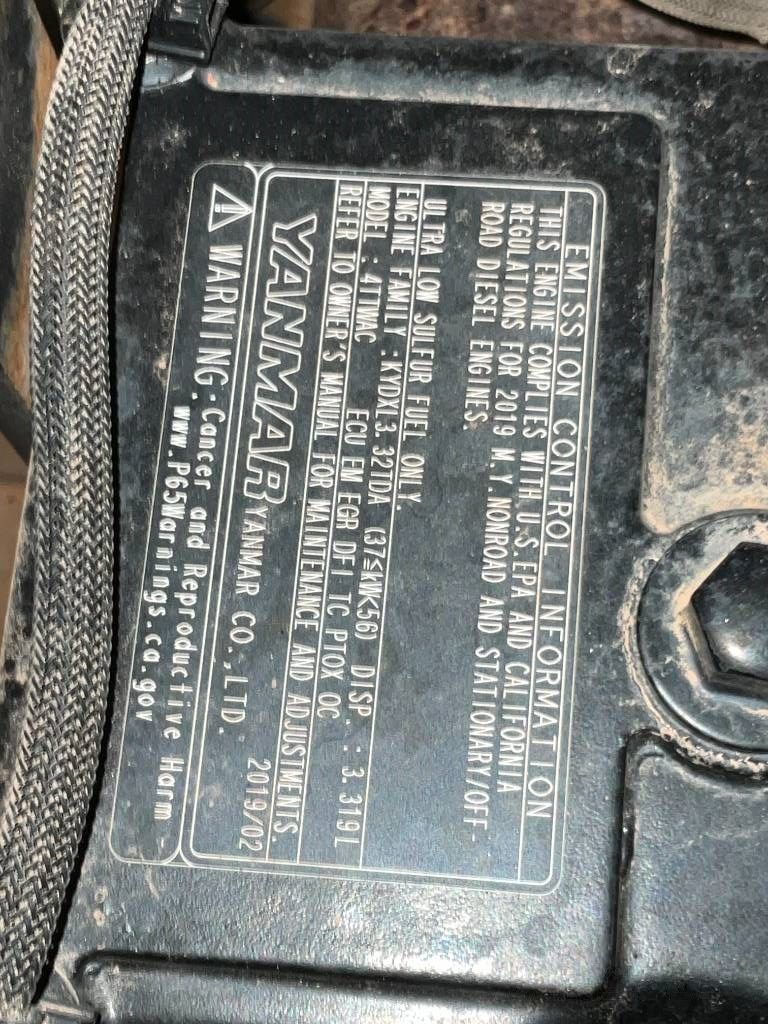 EMISSION CONTROL INFORMATION
THIS ENGINE COMPLIES WITH U.S.EPA AND CALIFORNIA
REGULATIONS FOR 2019 M.Y.NONROAD AND STATIONARY/OFF-
ROAD DIESEL ENGINES.
ULTRA LOW SULFUR FUEL ONLY.
ENGINE FAMILY : KYDXL3.32TDA (37≦kW<56) DISP. : 3.319L
MODEL : 4TTMAC ECU EM EGR DFI TC PTOX OC
REFER TO OWNER'S MANUAL FOR MAINTENANCE AND ADJUSTMENTS.
YANMAR YANMAR CO.,LTD. 2019/02
WARNING:Cancer and Reproductive Harm -
www.P65Warnings.ca.gov